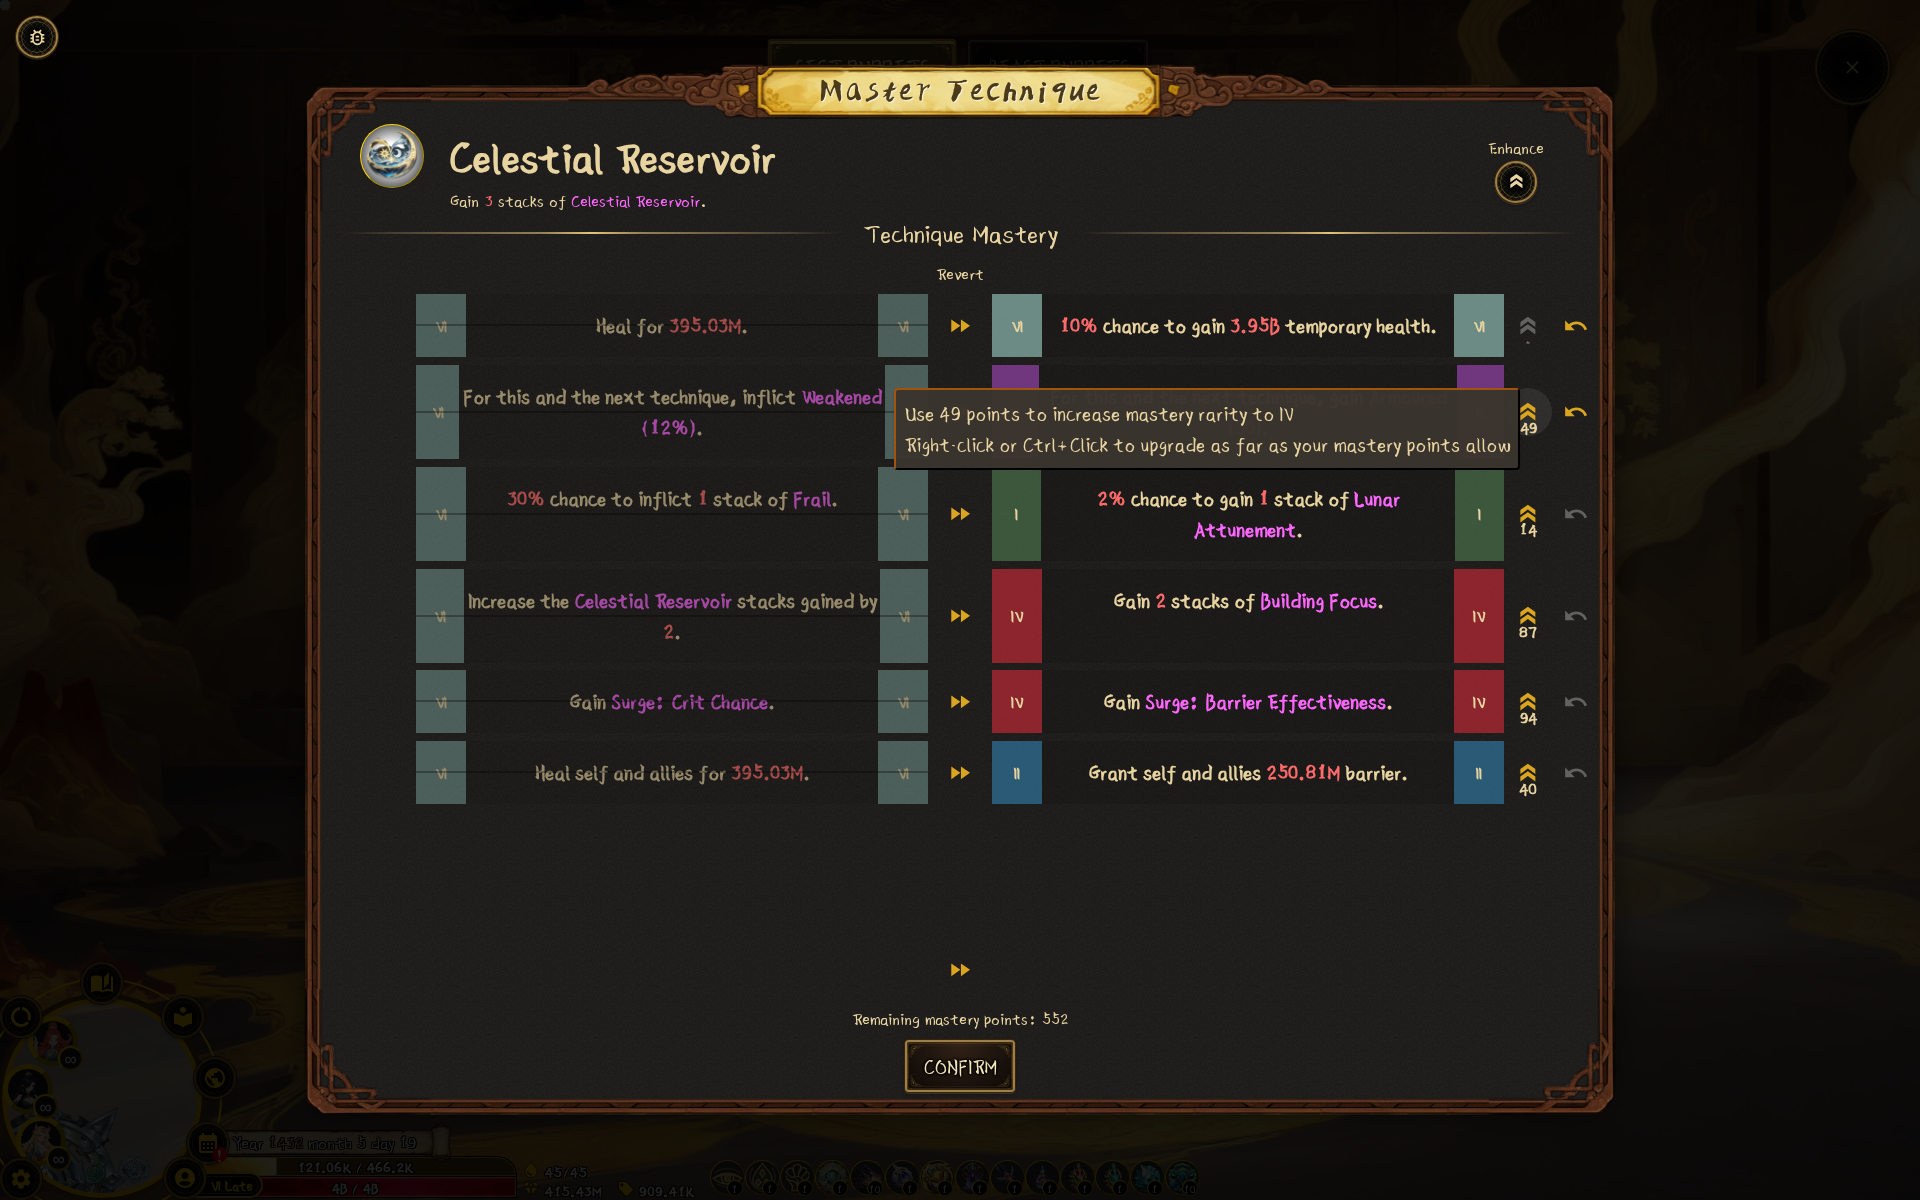 Master Technique
Celestial Reservoir
Enhance
Gain 3 stacks of Celestial Reservoir.
Technique Mastery
Revert
VI Heal for 395.03M. VI
VI 10% chance to gain 3.95B temporary health. VI
VI For this and the next technique, inflict Weakened
(12%).
Use 49 points to increase mastery rarity to IV
Right-click or Ctrl+Click to upgrade as far as your mastery points allow
49
VI 30% chance to inflict 1 stack of Frail. VI
I 2% chance to gain 1 stack of Lunar
Attunement. I
14
VI Increase the Celestial Reservoir stacks gained by
2. VI
IV Gain 2 stacks of Building Focus. IV
87
VI Gain Surge: Crit Chance. VI
IV Gain Surge: Barrier Effectiveness. IV
94
VI Heal self and allies for 395.03M. VI
II Grant self and allies 250.81M barrier. II
40
Remaining mastery points: 552
CONFIRM
Year 1432 month 5 day 19
121.06K / 466.2K
VI Late
4B / 4B
45/45
415.43M
909.41K